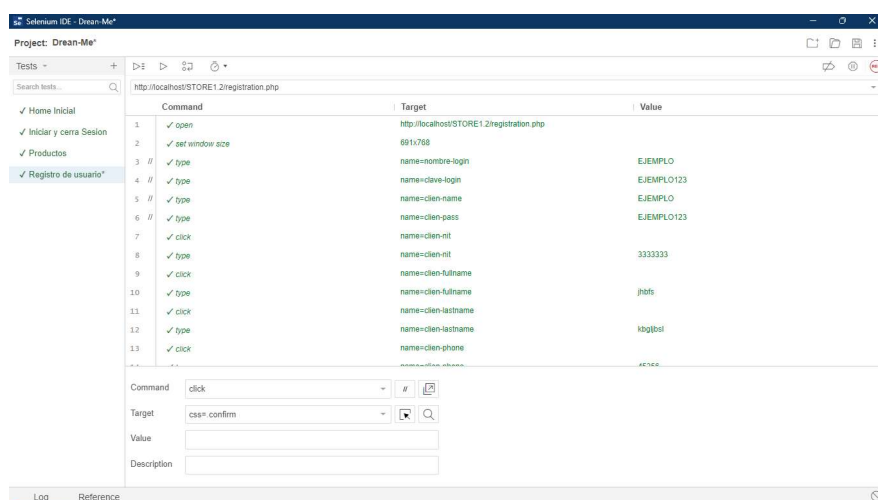 Selenium IDE - Drean-Me*
Project: Drean-Me*
Tests +
Search tests...
http://localhost/STORE1.2/registration.php
Command Target Value
✓ Home Inicial
✓ Iniciar y cerra Sesion
✓ Productos
✓ Registro de usuario*
1 ✓ open http://localhost/STORE1.2/registration.php
2 ✓ set window size 691x768
3 // ✓ type name=nombre-login EJEMPLO
4 // ✓ type name=clave-login EJEMPLO123
5 // ✓ type name=clien-name EJEMPLO
6 // ✓ type name=clien-pass EJEMPLO123
7 ✓ click name=clien-nit
8 ✓ type name=clien-nit 3333333
9 ✓ click name=clien-fullname
10 ✓ type name=clien-fullname jhbfs
11 ✓ click name=clien-lastname
12 ✓ type name=clien-lastname kbgljbsl
13 ✓ click name=clien-phone
name=clien-phone
Command click //
Target css=.confirm
Value
Description
Log Reference